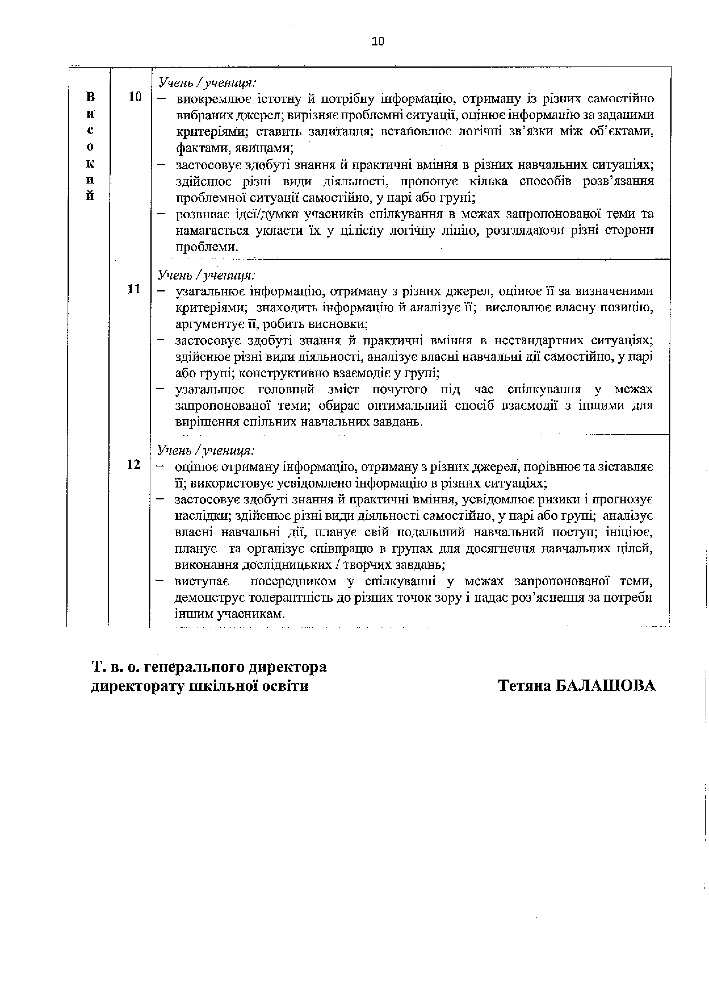 10
Високий
10
Учень / учениця:
– виокремлює істотну й потрібну інформацію, отриману із різних самостійно
вибраних джерел; вирізняє проблемні ситуації, оцінює інформацію за заданими
критеріями; ставить запитання; встановлює логічні зв’язки між об’єктами,
фактами, явищами;
– застосовує здобуті знання й практичні вміння в різних навчальних ситуаціях;
здійснює різні види діяльності, пропонує кілька способів розв’язання
проблемної ситуації самостійно, у парі або групі;
– розвиває ідеї/думки учасників спілкування в межах запропонованої теми та
намагається укласти їх у цілісну логічну лінію, розглядаючи різні сторони
проблеми.
11
Учень / учениця:
– узагальнює інформацію, отриману з різних джерел, оцінює її за визначеними
критеріями; знаходить інформацію й аналізує її; висловлює власну позицію,
аргументує її, робить висновки;
– застосовує здобуті знання й практичні вміння в нестандартних ситуаціях;
здійснює різні види діяльності, аналізує власні навчальні дії самостійно, у парі
або групі; конструктивно взаємодіє у групі;
– узагальнює головний зміст почутого під час спілкування у межах
запропонованої теми; обирає оптимальний спосіб взаємодії з іншими для
вирішення спільних навчальних завдань.
12
Учень / учениця:
– оцінює отриману інформацію, отриману з різних джерел, порівнює та зіставляє
її; використовує усвідомлено інформацію в різних ситуаціях;
– застосовує здобуті знання й практичні вміння, усвідомлює ризики і прогнозує
наслідки; здійснює різні види діяльності самостійно, у парі або групі; аналізує
власні навчальні дії, планує свій подальший навчальний поступ; ініціює,
планує та організує співпрацю в групах для досягнення навчальних цілей,
виконання дослідницьких / творчих завдань;
– виступає посередником у спілкуванні у межах запропонованої теми,
демонструє толерантність до різних точок зору і надає роз’яснення за потреби
іншим учасникам.
Т. в. о. генерального директора
директорату шкільної освіти Тетяна БАЛАШОВА